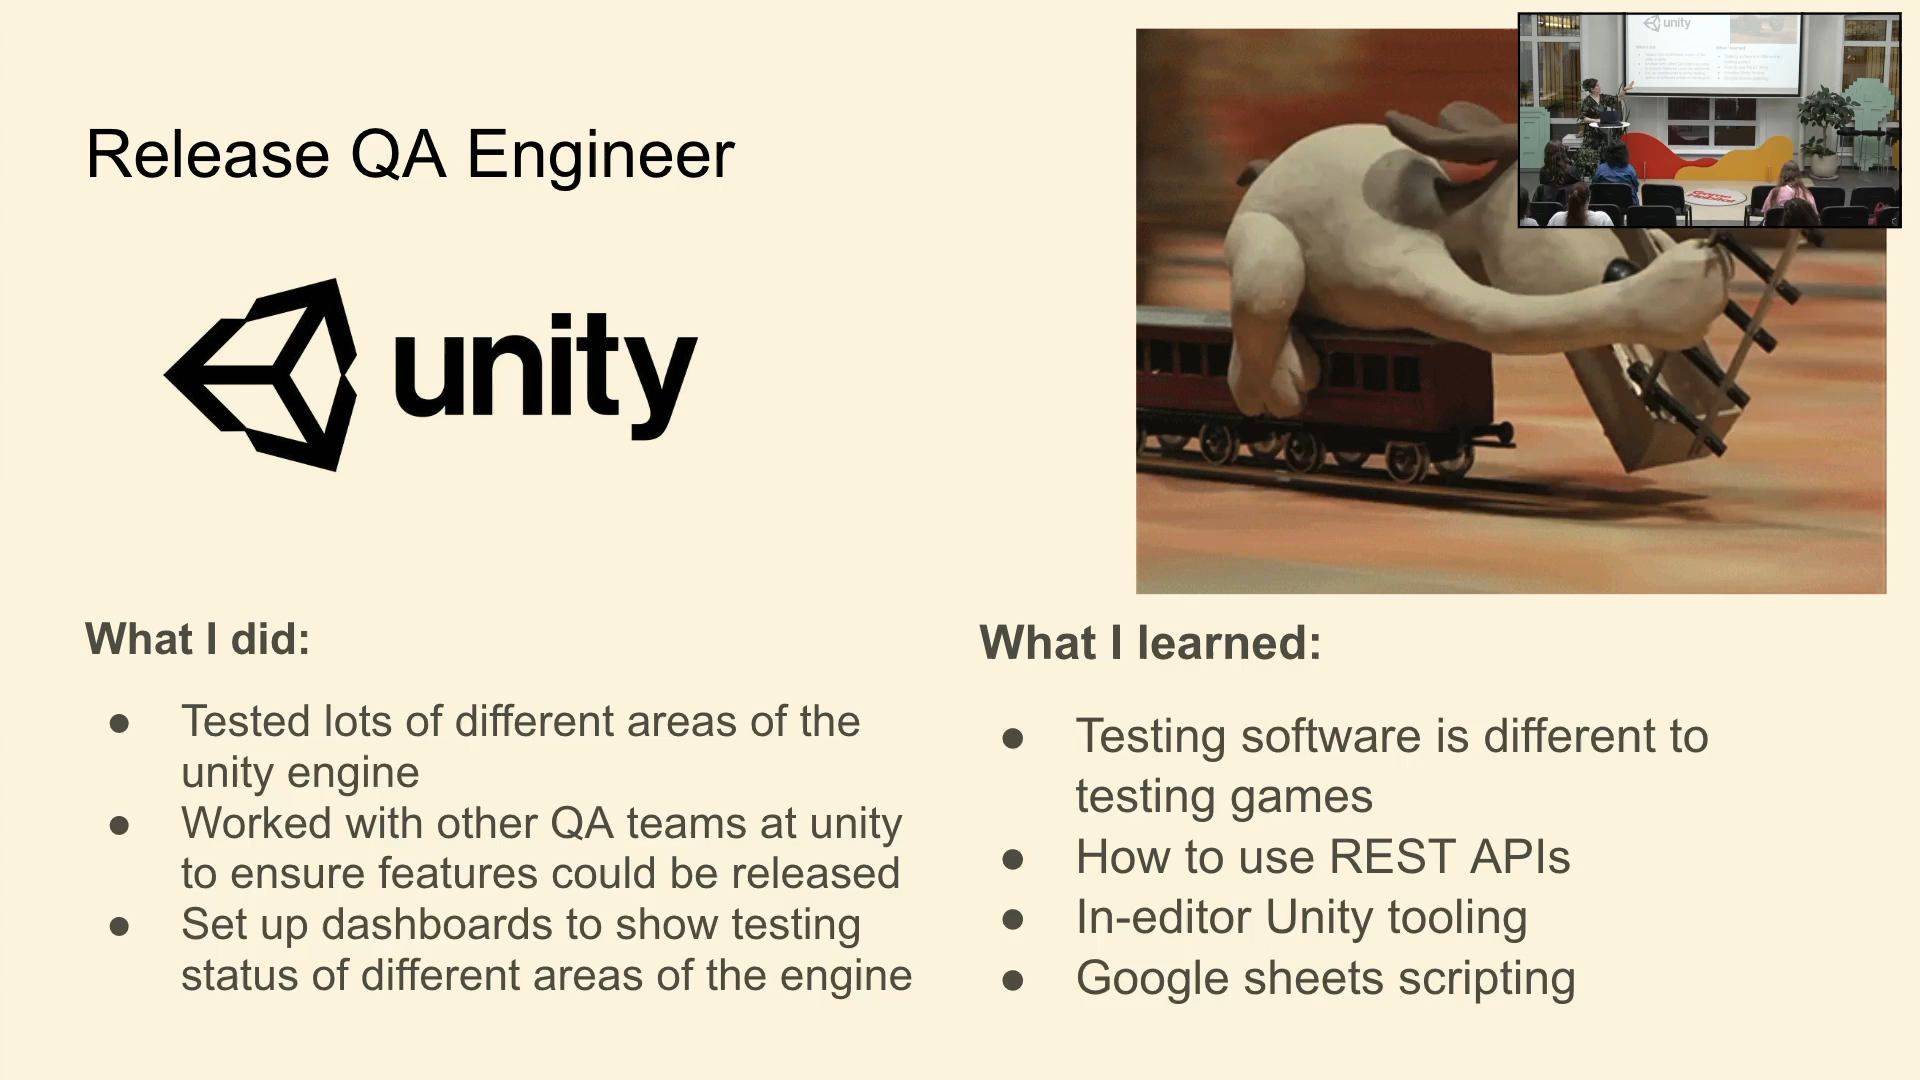 Release QA Engineer
unity
What I did:
● Tested lots of different areas of the
unity engine
● Worked with other QA teams at unity
to ensure features could be released
● Set up dashboards to show testing
status of different areas of the engine
What I learned:
● Testing software is different to
testing games
● How to use REST APIs
● In-editor Unity tooling
● Google sheets scripting
unity